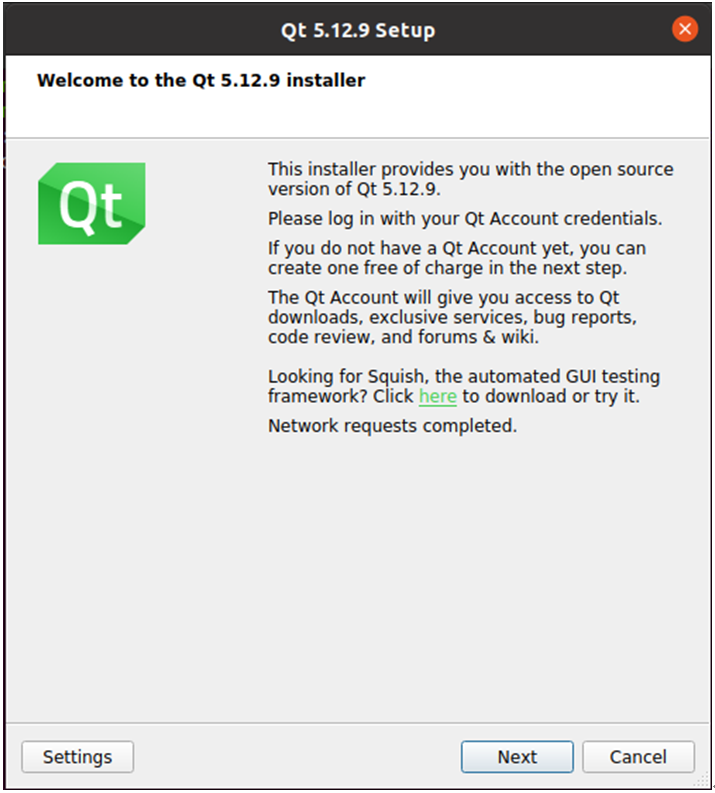 Qt 5.12.9 Setup
Welcome to the Qt 5.12.9 installer
Qt
This installer provides you with the open source
version of Qt 5.12.9.
Please log in with your Qt Account credentials.
If you do not have a Qt Account yet, you can
create one free of charge in the next step.
The Qt Account will give you access to Qt
downloads, exclusive services, bug reports,
code review, and forums & wiki.
Looking for Squish, the automated GUI testing
framework? Click here to download or try it.
Network requests completed.
Settings
Next
Cancel